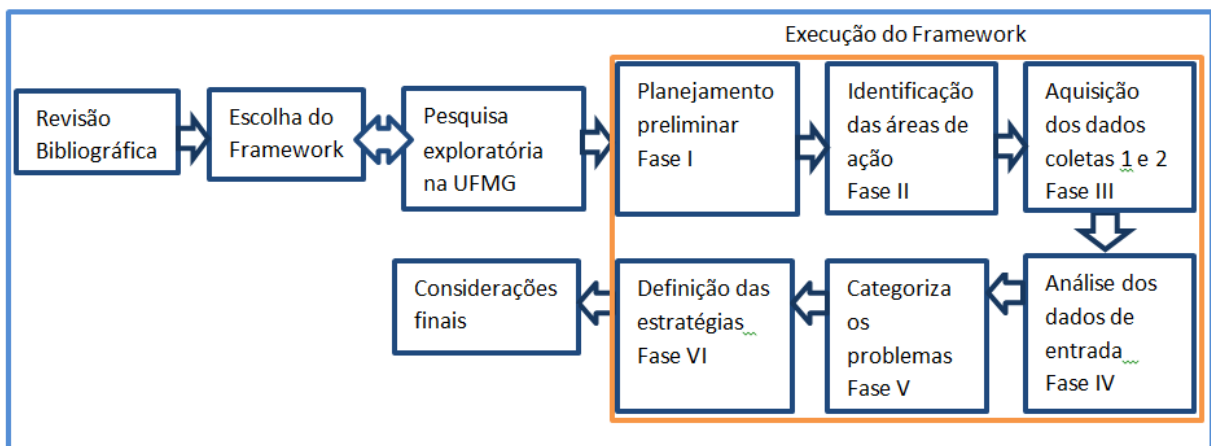 Execução do Framework
Revisão
Bibliográfica
Escolha do
Framework
Pesquisa
exploratória
na UFMG
Planejamento
preliminar
Fase I
Identificação
das áreas de
ação
Fase II
Aquisição
dos dados
coletas 1 e 2
Fase III
Análise dos
dados de
entrada
Fase IV
Categoriza
os
problemas
Fase V
Definição das
estratégias
Fase VI
Considerações
finais